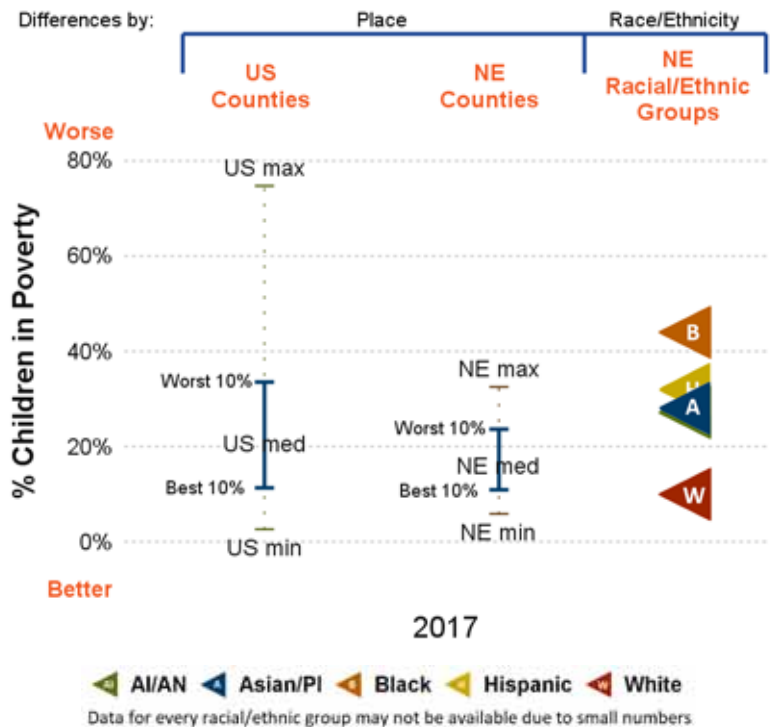 Differences by:
Place
Race/Ethnicity
US
Counties
NE
Counties
NE
Racial/Ethnic
Groups
Worse
80%
US max
60%
B
40%
Worst 10%
NE max
H
A
Worst 10%
% Children in Poverty
20%
US med
NE med
Best 10%
Best 10%
W
0%
US min
NE min
Better
2017
AI AI/AN A Asian/PI B Black H Hispanic W White
Data for every racial/ethnic group may not be available due to small numbers